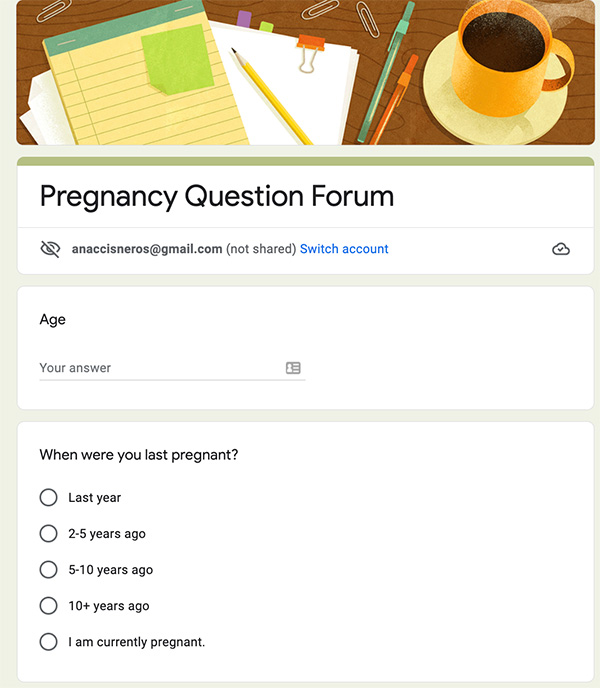 Pregnancy Question Forum
anaccisneros@gmail.com (not shared) Switch account
Age
Your answer
When were you last pregnant?
Last year
2-5 years ago
5-10 years ago
10+ years ago
I am currently pregnant.